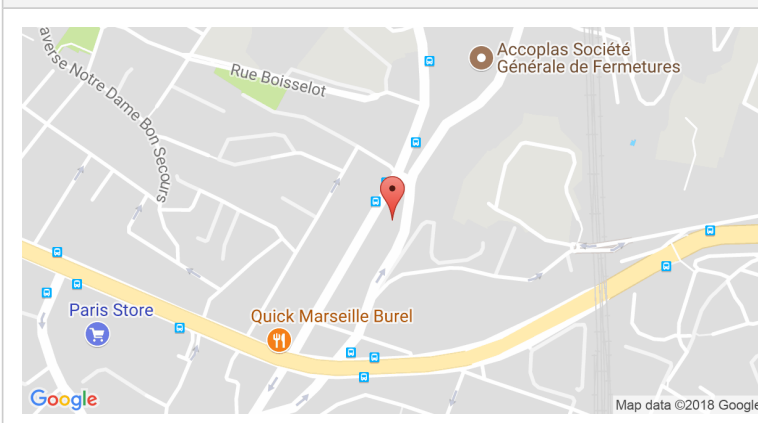 Accoplas Société
Générale de Fermetures
Rue Boisselot
averse Notre Dame Bon Secours
Paris Store
Quick Marseille Burel
Google
Map data ©2018 Google